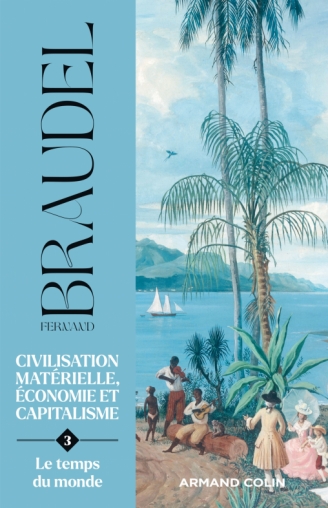 FERNAND
BRAUDEL
CIVILISATION
MATÉRIELLE,
ÉCONOMIE ET
CAPITALISME
3
Le temps
du monde
ARMAND COLIN